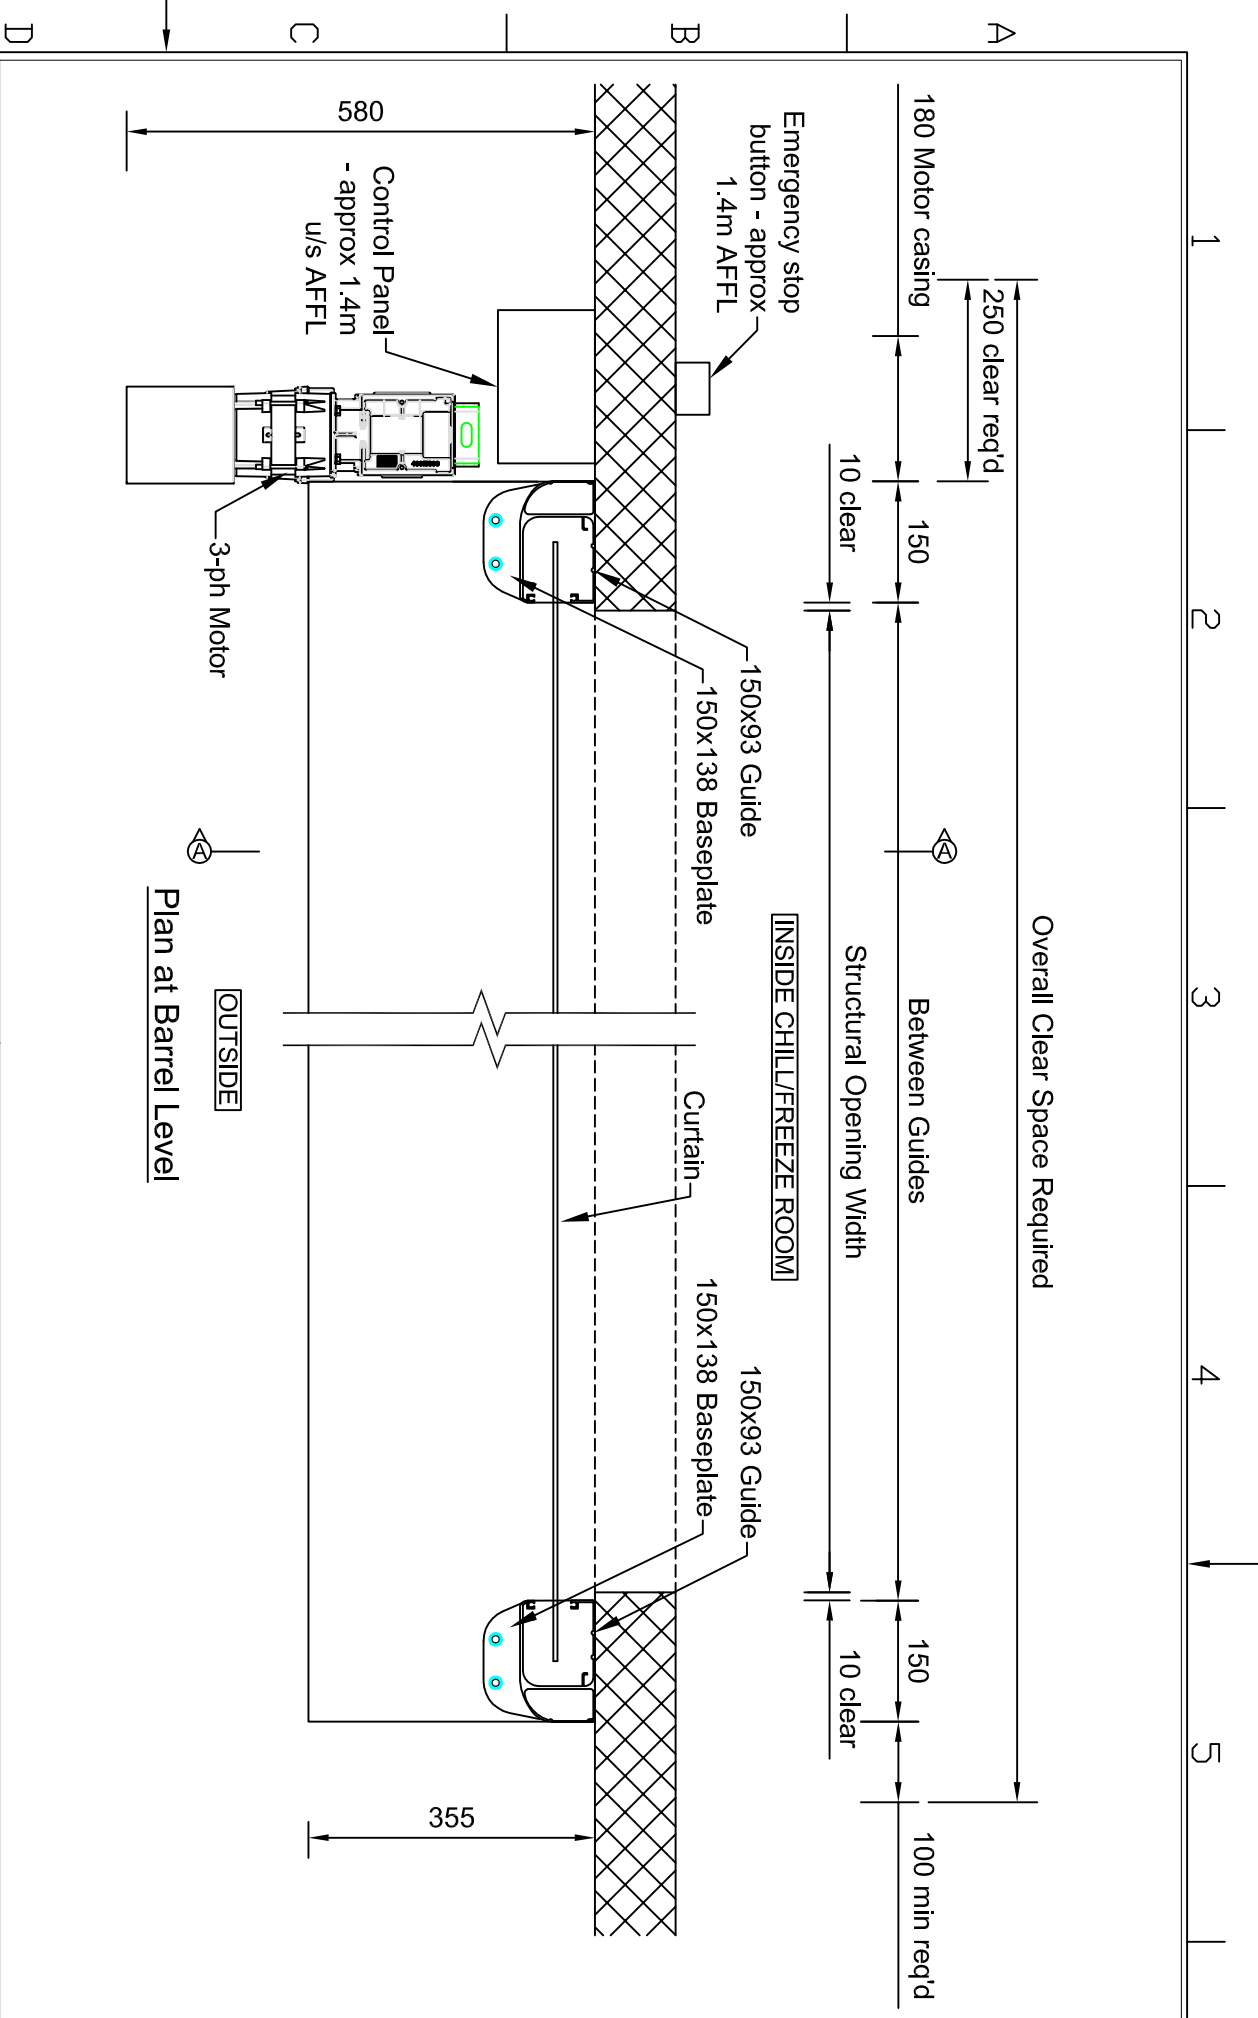 1
2
3
4
5
A
B
C
D
Overall Clear Space Required
250 clear req'd
180 Motor casing
150
Between Guides
150
100 min req'd
10 clear
Structural Opening Width
10 clear
Emergency stop
button - approx
1.4m AFFL
INSIDE CHILL/FREEZE ROOM
A
150x93 Guide
150x138 Baseplate
Curtain
150x93 Guide
150x138 Baseplate
580
355
Control Panel
- approx 1.4m
u/s AFFL
3-ph Motor
OUTSIDE
A
Plan at Barrel Level